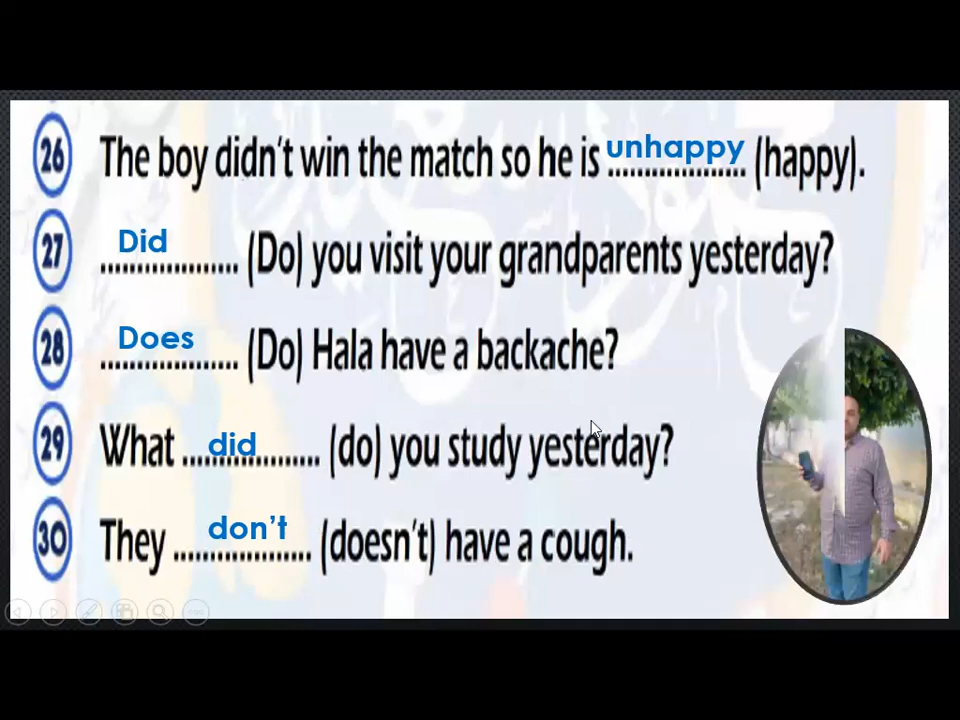 26 The boy didn't win the match so he is unhappy (happy).
27 Did (Do) you visit your grandparents yesterday?
28 Does (Do) Hala have a backache?
29 What did (do) you study yesterday?
30 They don't (doesn't) have a cough.